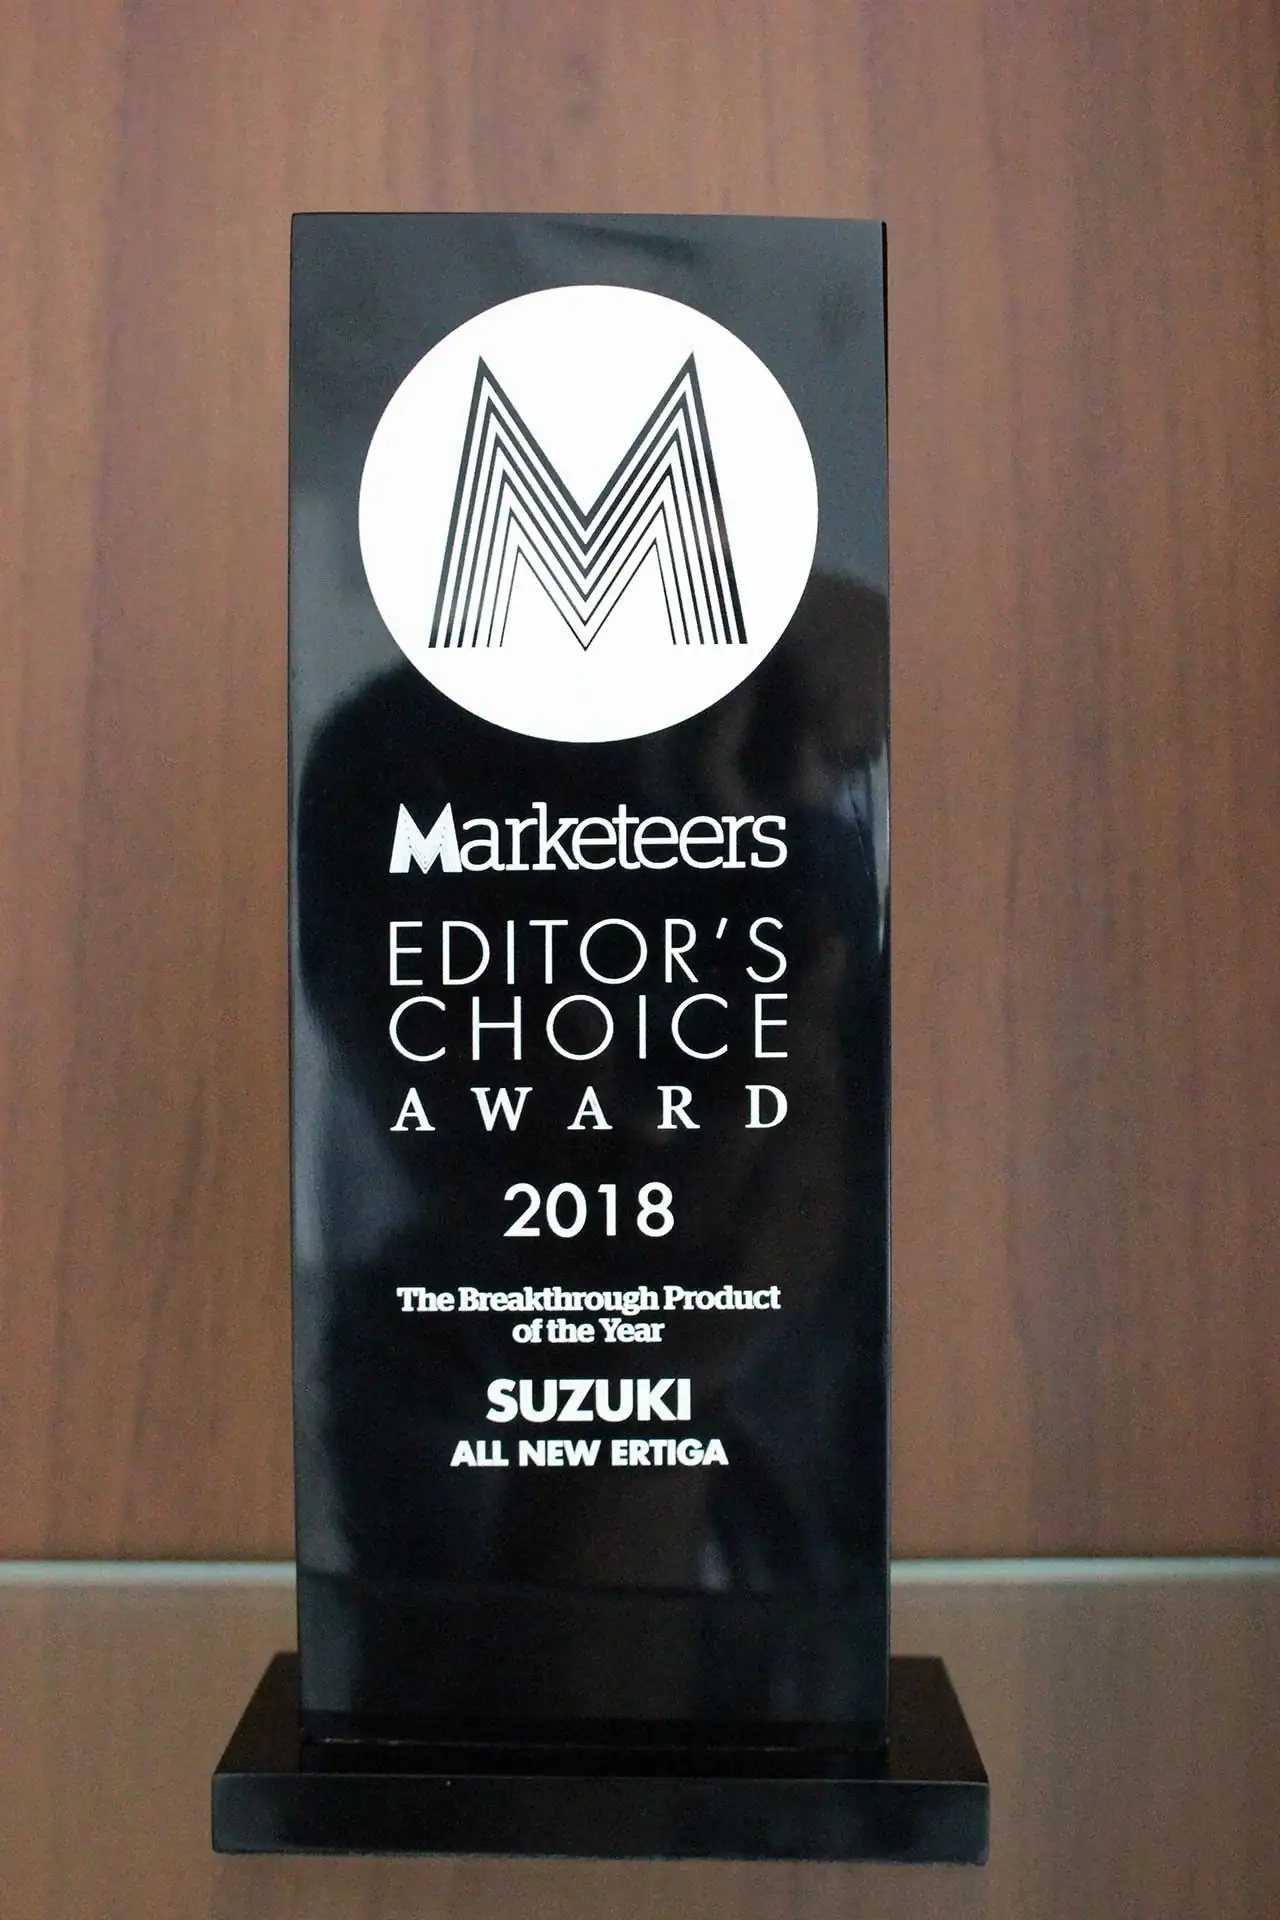 M
Marketeers
EDITOR'S
CHOICE
AWARD
2018
The Breakthrough Product
of the Year
SUZUKI
ALL NEW ERTIGA